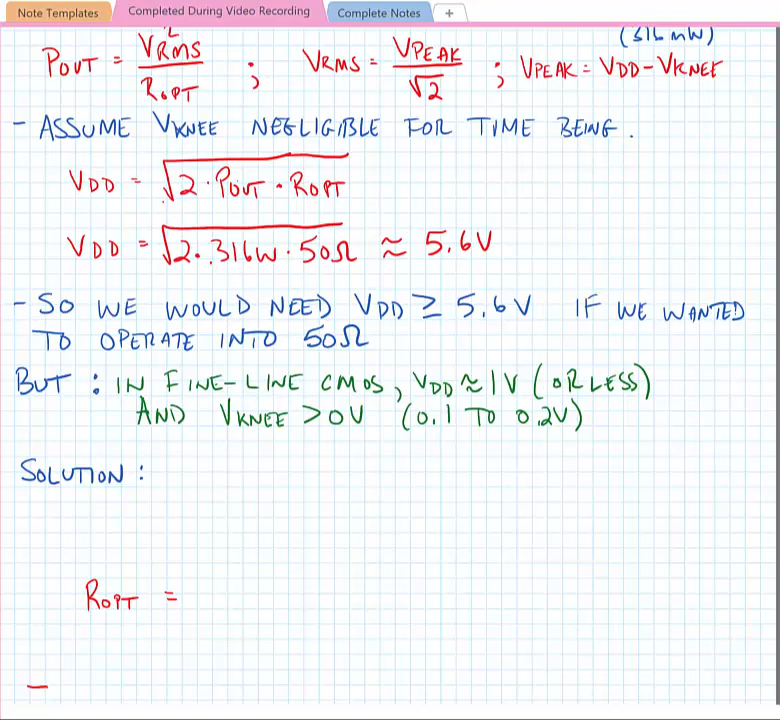 Note Templates Completed During Video Recording Complete Notes +
(316 mW)
POUT = VRMS² / ROPT ; VRMS = VPEAK / √2 ; VPEAK = VDD - VKNEE
- ASSUME VKNEE NEGLIGIBLE FOR TIME BEING.
VDD = √2 · POUT · ROPT
VDD = √2 · .316W · 50Ω ≈ 5.6V
- SO WE WOULD NEED VDD ≥ 5.6V IF WE WANTED
TO OPERATE INTO 50Ω
BUT : IN FINE-LINE CMOS, VDD ≈ 1V (OR LESS)
AND VKNEE > 0V (0.1 TO 0.2V)
SOLUTION :
ROPT =